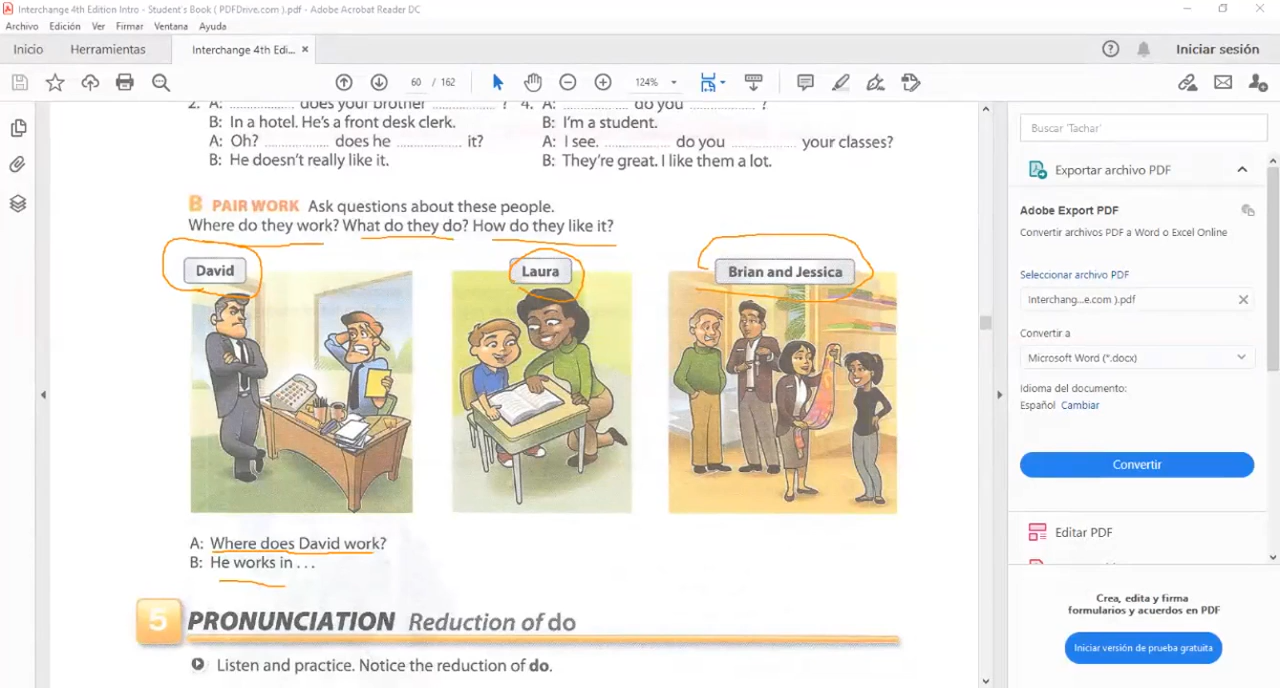 Interchange 4th Edition Intro - Student's Book ( PDFDrive.com ).pdf - Adobe Acrobat Reader DC
Archivo Edición Ver Firmar Ventana Ayuda
Inicio Herramientas Interchange 4th Edi... × Iniciar sesión
60 / 162 124%
2. A: ............... does your brother ............... ? 4. A: ............... do you ............... ?
B: In a hotel. He's a front desk clerk. B: I'm a student.
A: Oh? ............... does he ............... it? A: I see. ............... do you ............... your classes?
B: He doesn't really like it. B: They're great. I like them a lot.
B PAIR WORK Ask questions about these people.
Where do they work? What do they do? How do they like it?
David Laura Brian and Jessica
A: Where does David work?
B: He works in . . .
5 PRONUNCIATION Reduction of do
Listen and practice. Notice the reduction of do.
Buscar 'Tachar'
Exportar archivo PDF
Adobe Export PDF
Convertir archivos PDF a Word o Excel Online
Seleccionar archivo PDF
Interchang...e.com ).pdf
Convertir a
Microsoft Word (*.docx)
Idioma del documento:
Español Cambiar
Convertir
Editar PDF
Crea, edita y firma
formularios y acuerdos en PDF
Iniciar versión de prueba gratuita